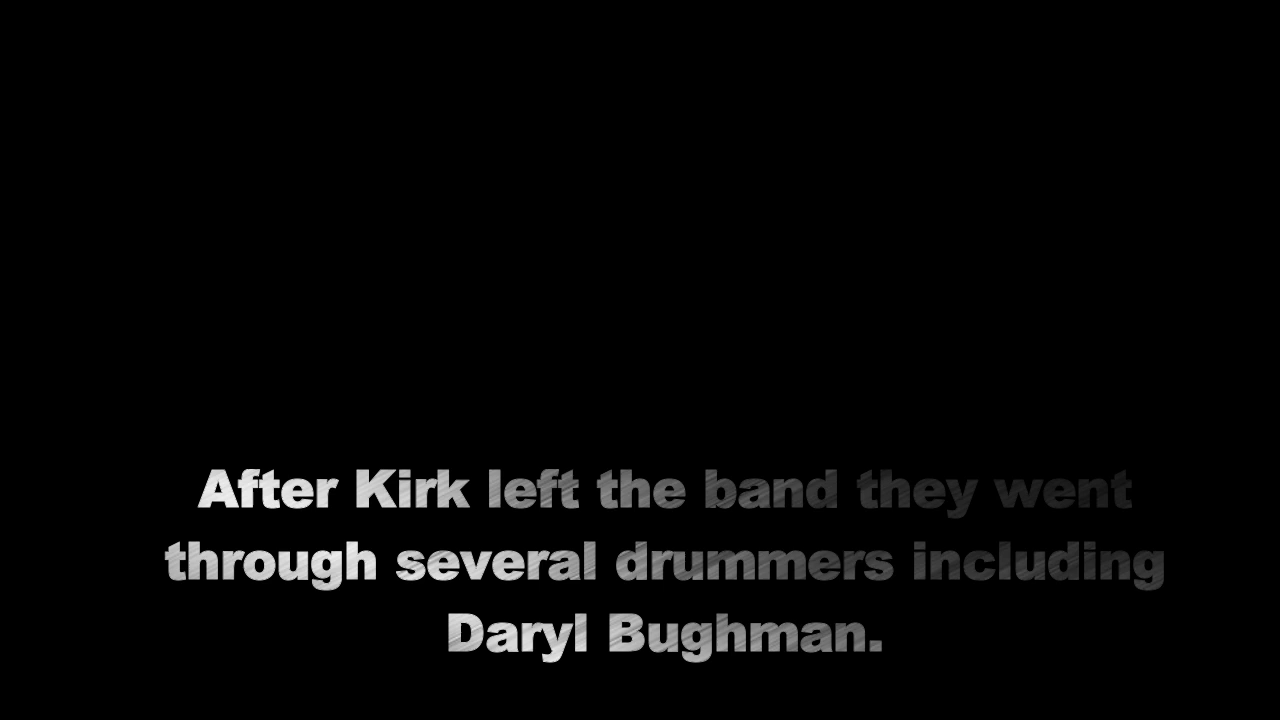 After Kirk left the band they went
through several drummers including
Daryl Bughman.